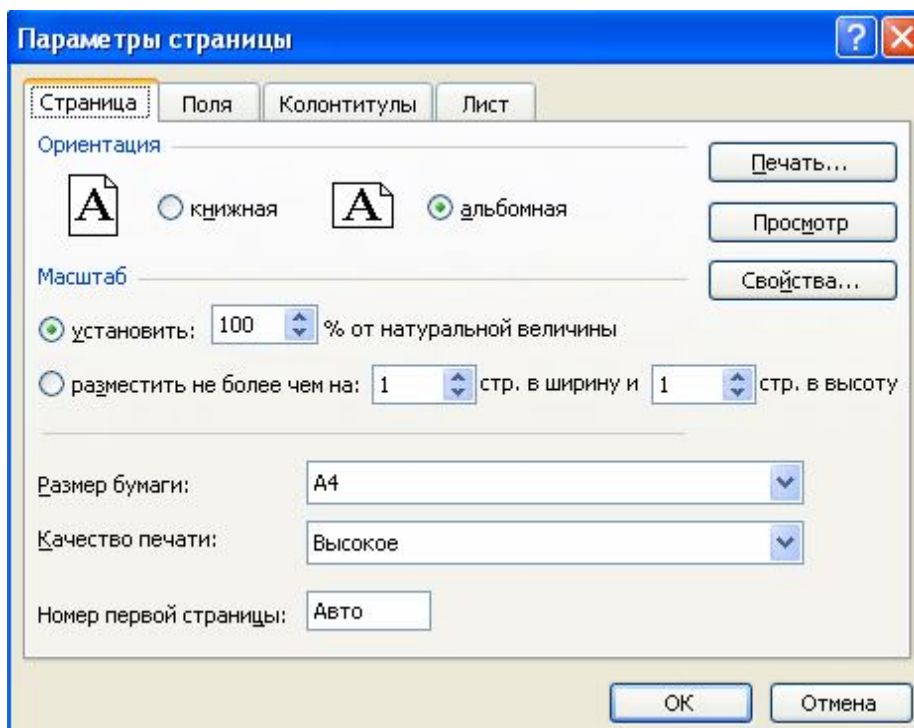 Параметры страницы
Страница Поля Колонтитулы Лист
Ориентация
Печать...
A книжная A альбомная
Просмотр
Масштаб
Свойства...
установить: 100 % от натуральной величины
разместить не более чем на: 1 стр. в ширину и 1 стр. в высоту
Размер бумаги: A4
Качество печати: Высокое
Номер первой страницы: Авто
ОК Отмена